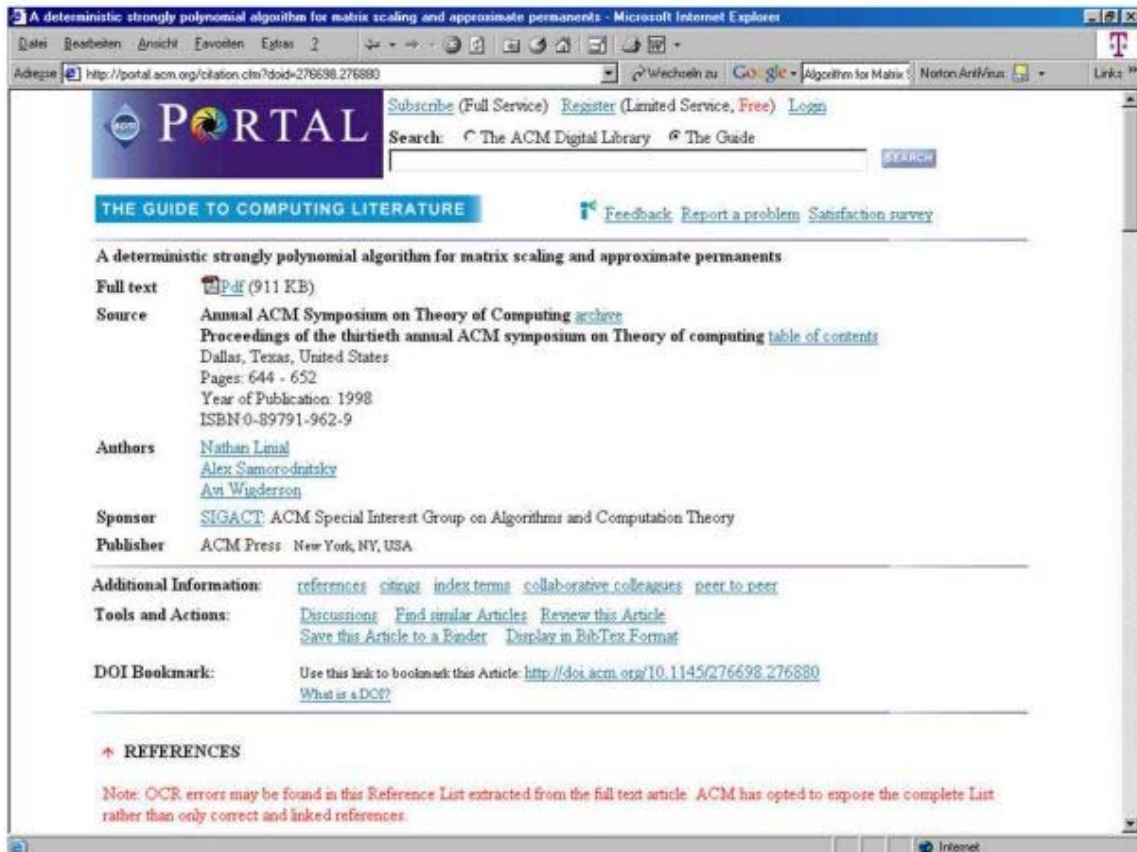 A deterministic strongly polynomial algorithm for matrix scaling and approximate permanents - Microsoft Internet Explorer
Datei Bearbeiten Ansicht Favoriten Extras ?
Adresse http://portal.acm.org/citation.cfm?doid=276698.276880 Wechseln zu Google Algorithm for Matrix S Norton AntiVirus Links »
acm PORTAL
Subscribe (Full Service) Register (Limited Service, Free) Login
Search: The ACM Digital Library The Guide
SEARCH
THE GUIDE TO COMPUTING LITERATURE
Feedback Report a problem Satisfaction survey
A deterministic strongly polynomial algorithm for matrix scaling and approximate permanents
Full text Pdf (911 KB)
Source Annual ACM Symposium on Theory of Computing archive
Proceedings of the thirtieth annual ACM symposium on Theory of computing table of contents
Dallas, Texas, United States
Pages: 644 - 652
Year of Publication: 1998
ISBN:0-89791-962-9
Authors Nathan Linial
Alex Samorodnitsky
Avi Wigderson
Sponsor SIGACT: ACM Special Interest Group on Algorithms and Computation Theory
Publisher ACM Press New York, NY, USA
Additional Information: references citings index terms collaborative colleagues peer to peer
Tools and Actions: Discussions Find similar Articles Review this Article
Save this Article to a Binder Display in BibTex Format
DOI Bookmark: Use this link to bookmark this Article: http://doi.acm.org/10.1145/276698.276880
What is a DOI?
REFERENCES
Note: OCR errors may be found in this Reference List extracted from the full text article. ACM has opted to expose the complete List
rather than only correct and linked references.
Internet